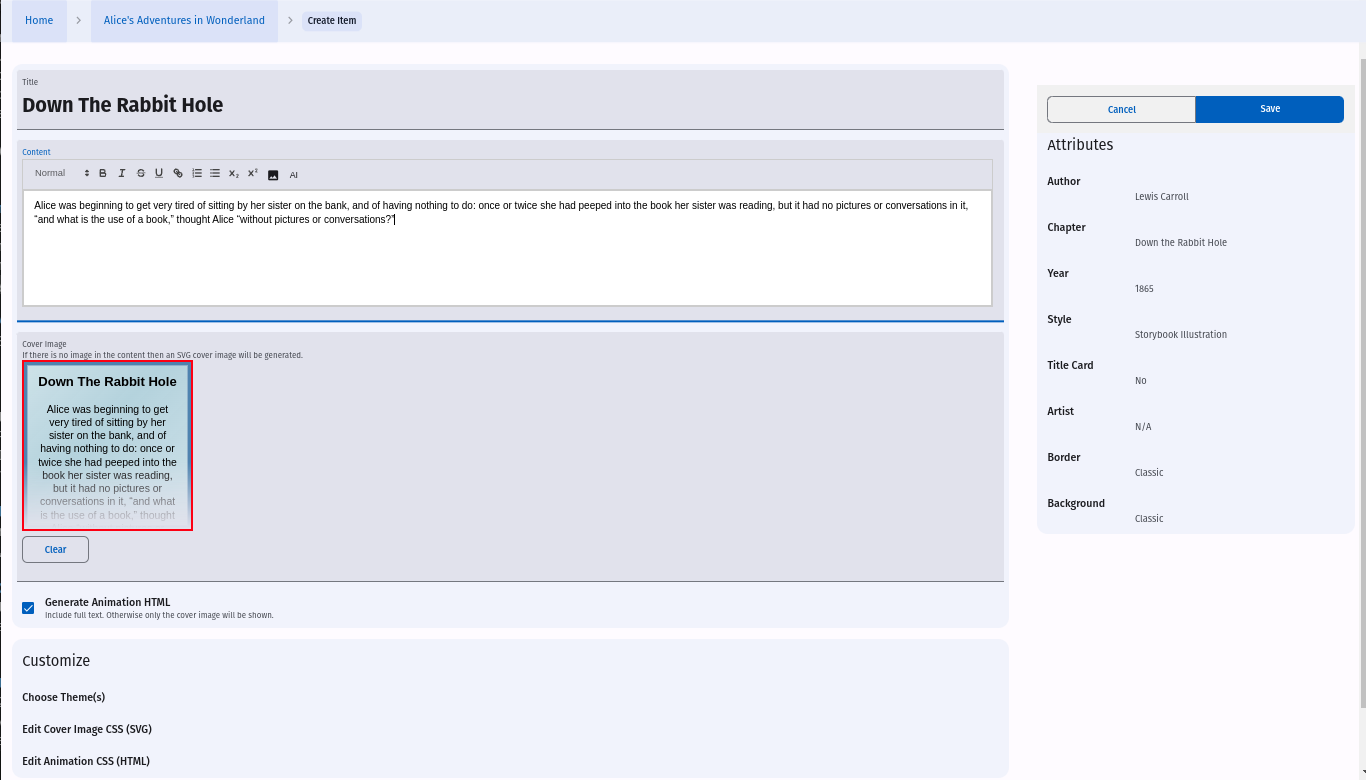 Home
Alice's Adventures in Wonderland
Create Item
Title
Down The Rabbit Hole
Content
Normal B I S U X₂ X² AI
Alice was beginning to get very tired of sitting by her sister on the bank, and of having nothing to do: once or twice she had peeped into the book her sister was reading, but it had no pictures or conversations in it,
“and what is the use of a book,” thought Alice “without pictures or conversations?”
Cover Image
If there is no image in the content then an SVG cover image will be generated.
Down The Rabbit Hole
Alice was beginning to get
very tired of sitting by her
sister on the bank, and of
having nothing to do: once or
twice she had peeped into the
book her sister was reading,
but it had no pictures or
conversations in it, “and what
is the use of a book,” thought
Clear
Generate Animation HTML
Include full text. Otherwise only the cover image will be shown.
Customize
Choose Theme(s)
Edit Cover Image CSS (SVG)
Edit Animation CSS (HTML)
Cancel
Save
Attributes
Author
Lewis Carroll
Chapter
Down the Rabbit Hole
Year
1865
Style
Storybook Illustration
Title Card
No
Artist
N/A
Border
Classic
Background
Classic